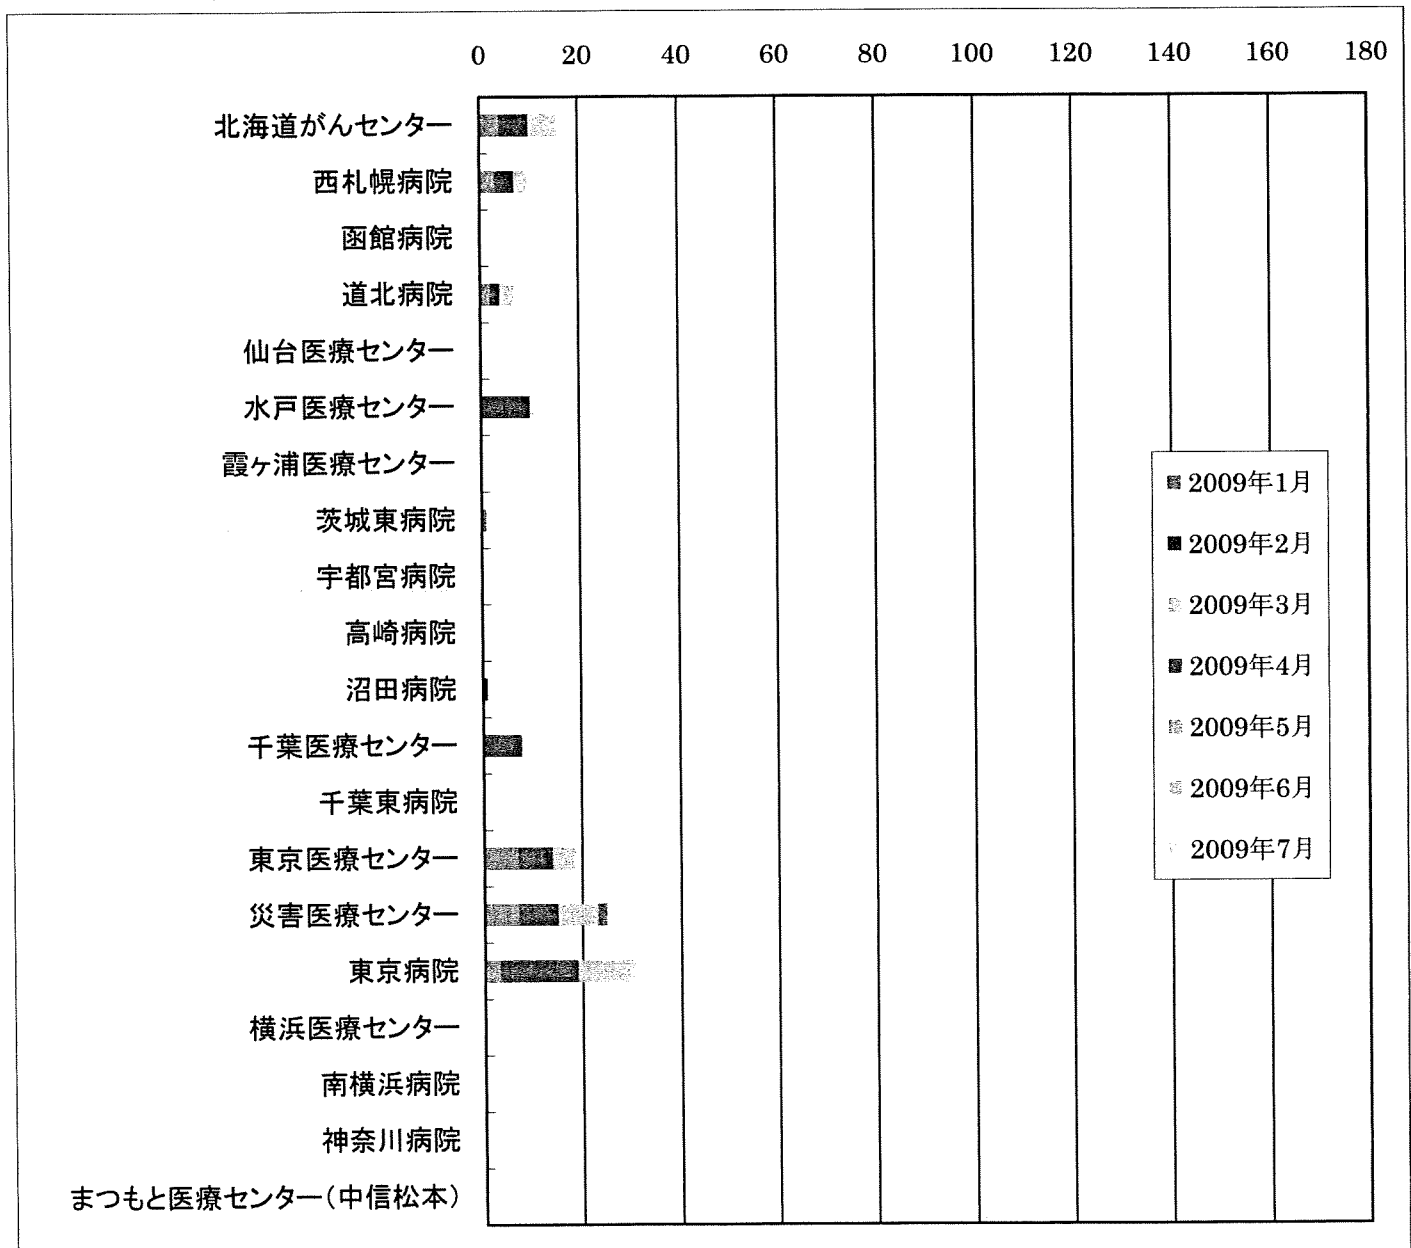 0 20 40 60 80 100 120 140 160 180
北海道がんセンター
西札幌病院
函館病院
道北病院
仙台医療センター
水戸医療センター
霞ヶ浦医療センター
茨城東病院
宇都宮病院
高崎病院
沼田病院
千葉医療センター
千葉東病院
東京医療センター
災害医療センター
東京病院
横浜医療センター
南横浜病院
神奈川病院
まつもと医療センター(中信松本)
2009年1月
2009年2月
2009年3月
2009年4月
2009年5月
2009年6月
2009年7月